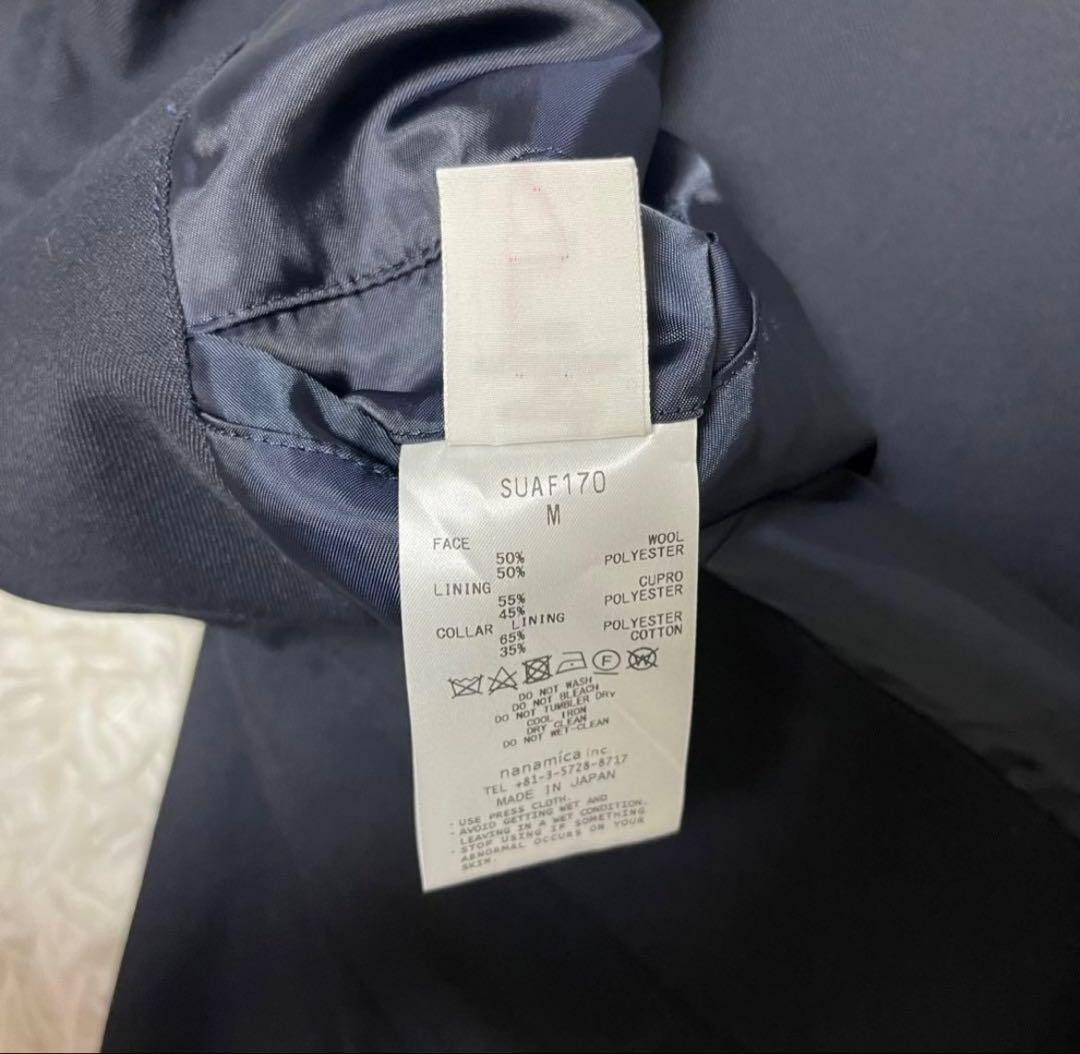 SUAF170
M
FACE WOOL
50% POLYESTER
50%
LINING CUPRO
55% POLYESTER
45%
COLLAR LINING POLYESTER
65% COTTON
35%
F W
DO NOT WASH
DO NOT BLEACH
DO NOT TUMBLER DRY
COOL IRON
DRY CLEAN
DO NOT WET-CLEAN
nanamica inc
TEL +81-3-5728-8717
MADE IN JAPAN
· USE PRESS CLOTH.
· AVOID GETTING WET AND
LEAVING IN A WET CONDITION.
· STOP USING IF SOMETHING
ABNORMAL OCCURS ON YOUR
SKIN.